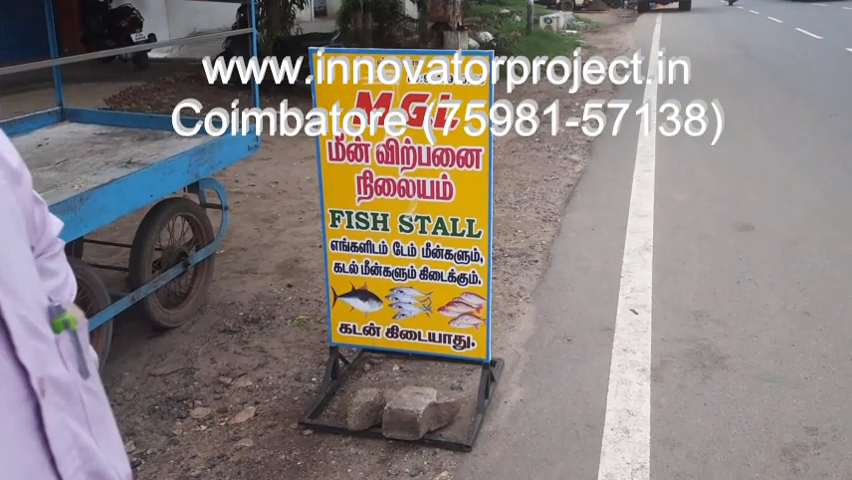 www.innovatorproject.in
Coimbatore (75981-57138)
M.G.L
மீன் விற்பனை
நிலையம்
FISH STALL
எங்களிடம் டேம் மீன்களும்,
கடல் மீன்களும் கிடைக்கும்.
கடன் கிடையாது.